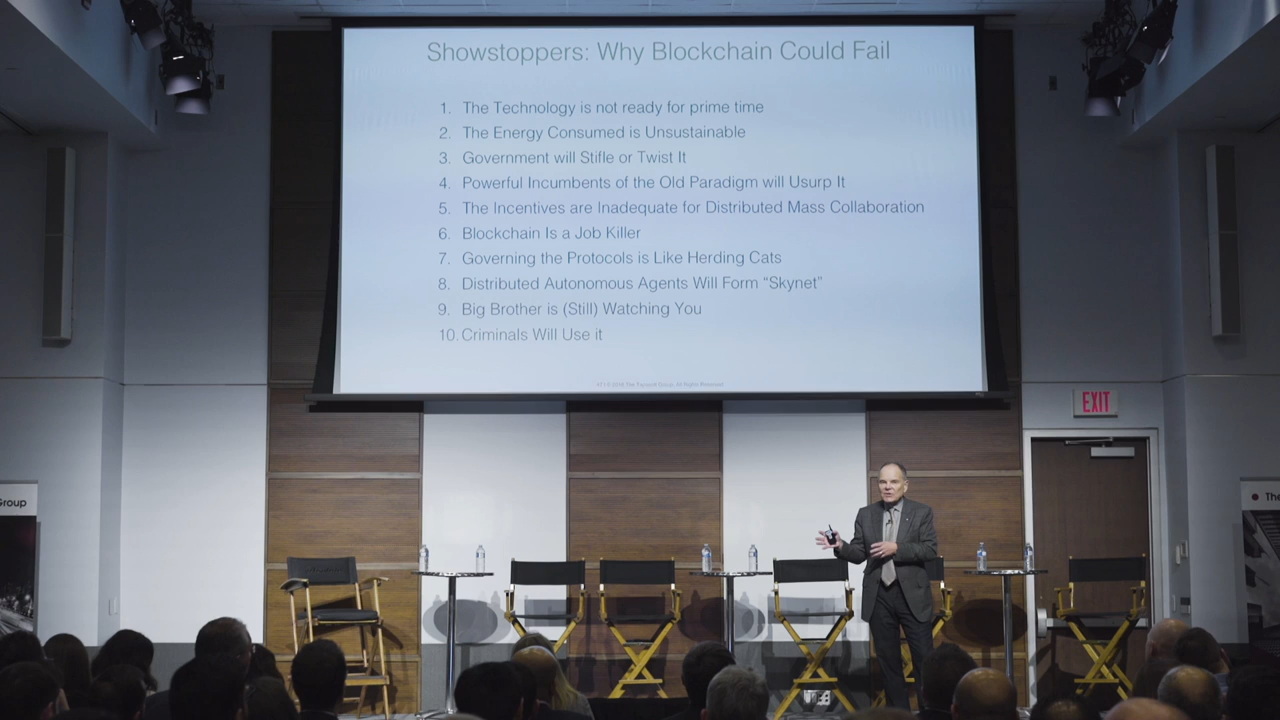 Showstoppers: Why Blockchain Could Fail
1. The Technology is not ready for prime time
2. The Energy Consumed is Unsustainable
3. Government will Stifle or Twist It
4. Powerful Incumbents of the Old Paradigm will Usurp It
5. The Incentives are Inadequate for Distributed Mass Collaboration
6. Blockchain Is a Job Killer
7. Governing the Protocols is Like Herding Cats
8. Distributed Autonomous Agents Will Form “Skynet”
9. Big Brother is (Still) Watching You
10. Criminals Will Use it
EXIT
Group
The